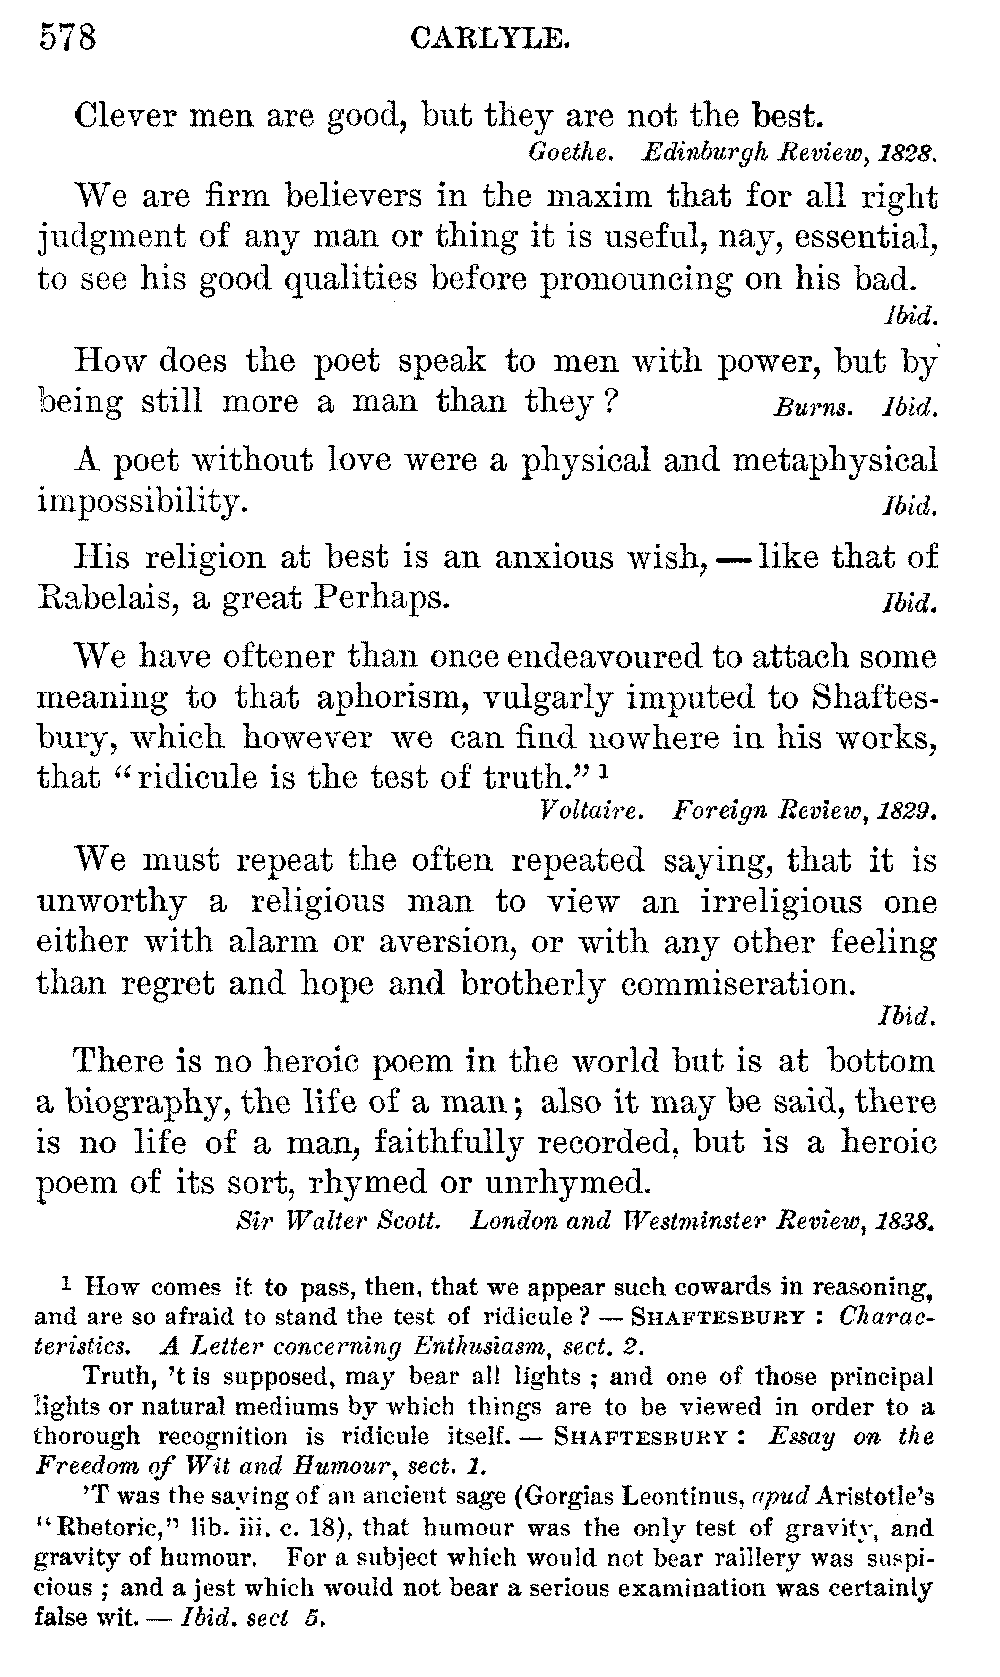 578 CARLYLE.
Clever men are good, but they are not the best.
Goethe. Edinburgh Review, 1828.
We are firm believers in the maxim that for all right
judgment of any man or thing it is useful, nay, essential,
to see his good qualities before pronouncing on his bad.
Ibid.
How does the poet speak to men with power, but by
being still more a man than they? Burns. Ibid.
A poet without love were a physical and metaphysical
impossibility. Ibid.
His religion at best is an anxious wish, — like that of
Rabelais, a great Perhaps. Ibid.
We have oftener than once endeavoured to attach some
meaning to that aphorism, vulgarly imputed to Shaftes-
bury, which however we can find nowhere in his works,
that “ridicule is the test of truth.” 1
Voltaire. Foreign Review, 1829.
We must repeat the often repeated saying, that it is
unworthy a religious man to view an irreligious one
either with alarm or aversion, or with any other feeling
than regret and hope and brotherly commiseration.
Ibid.
There is no heroic poem in the world but is at bottom
a biography, the life of a man; also it may be said, there
is no life of a man, faithfully recorded, but is a heroic
poem of its sort, rhymed or unrhymed.
Sir Walter Scott. London and Westminster Review, 1838.
1 How comes it to pass, then, that we appear such cowards in reasoning,
and are so afraid to stand the test of ridicule? — SHAFTESBURY: Charac-
teristics. A Letter concerning Enthusiasm, sect. 2.
Truth, ’t is supposed, may bear all lights; and one of those principal
lights or natural mediums by which things are to be viewed in order to a
thorough recognition is ridicule itself. — SHAFTESBURY: Essay on the
Freedom of Wit and Humour, sect. 1.
’T was the saying of an ancient sage (Gorgias Leontinus, apud Aristotle’s
“Rhetoric,” lib. iii. c. 18), that humour was the only test of gravity, and
gravity of humour. For a subject which would not bear raillery was suspi-
cious; and a jest which would not bear a serious examination was certainly
false wit. — Ibid. sect 5.